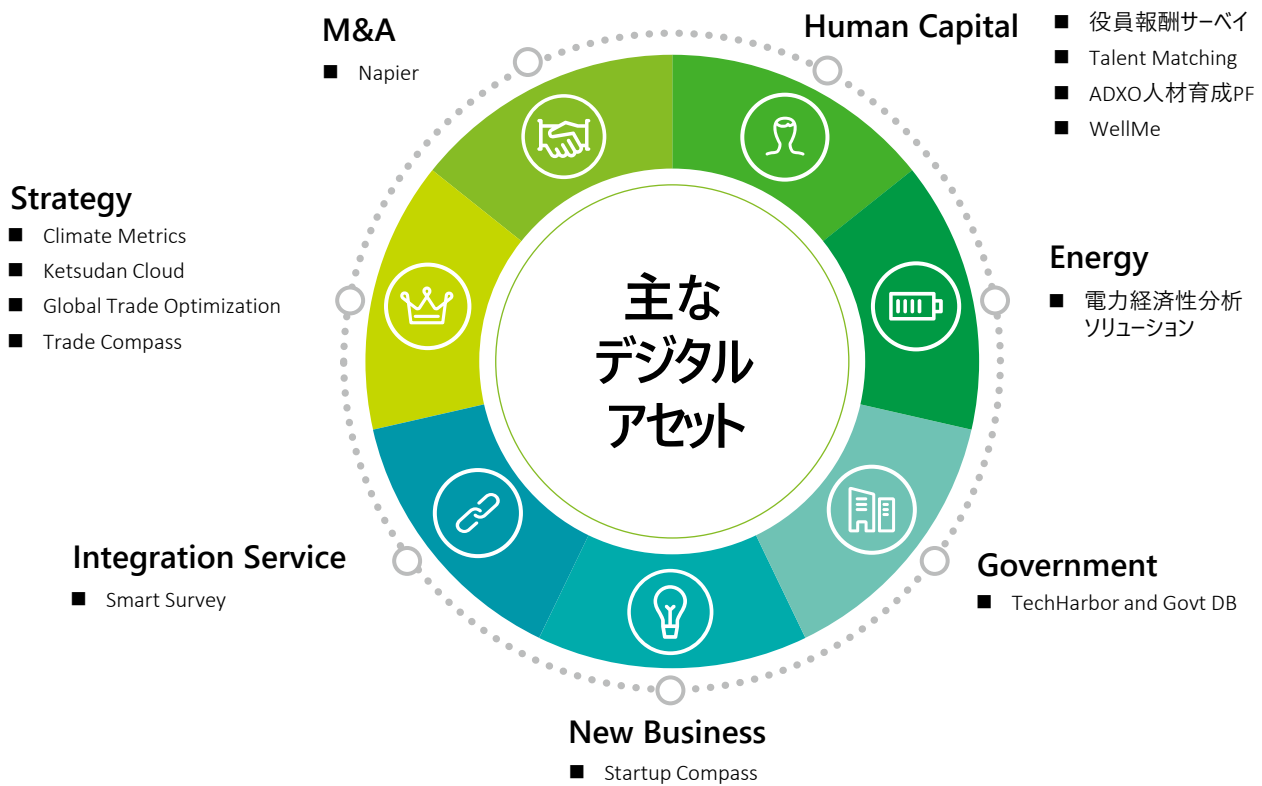 M&A
■ Napier
Human Capital
■ 役員報酬サーベイ
■ Talent Matching
■ ADXO人材育成PF
■ WellMe
Strategy
■ Climate Metrics
■ Ketsudan Cloud
■ Global Trade Optimization
■ Trade Compass
Energy
■ 電力経済性分析
ソリューション
主な
デジタル
アセット
Integration Service
■ Smart Survey
Government
■ TechHarbor and Govt DB
New Business
■ Startup Compass